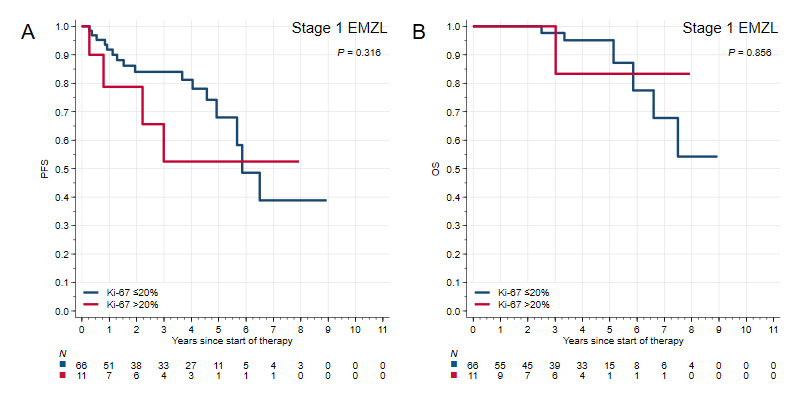 A
Stage 1 EMZL
P = 0.316
1.0
0.9
0.8
0.7
0.6
0.5
0.4
0.3
0.2
0.1
0.0
PFS
Ki-67 ≤20%
Ki-67 >20%
0 1 2 3 4 5 6 7 8 9 10 11
Years since start of therapy
N
66 51 38 33 27 11 5 4 3 0 0 0
11 7 6 4 3 1 1 1 0 0 0 0
B
Stage 1 EMZL
P = 0.856
1.0
0.9
0.8
0.7
0.6
0.5
0.4
0.3
0.2
0.1
0.0
OS
Ki-67 ≤20%
Ki-67 >20%
0 1 2 3 4 5 6 7 8 9 10 11
Years since start of therapy
N
66 55 45 39 33 15 8 6 4 0 0 0
11 9 7 6 4 1 1 1 0 0 0 0